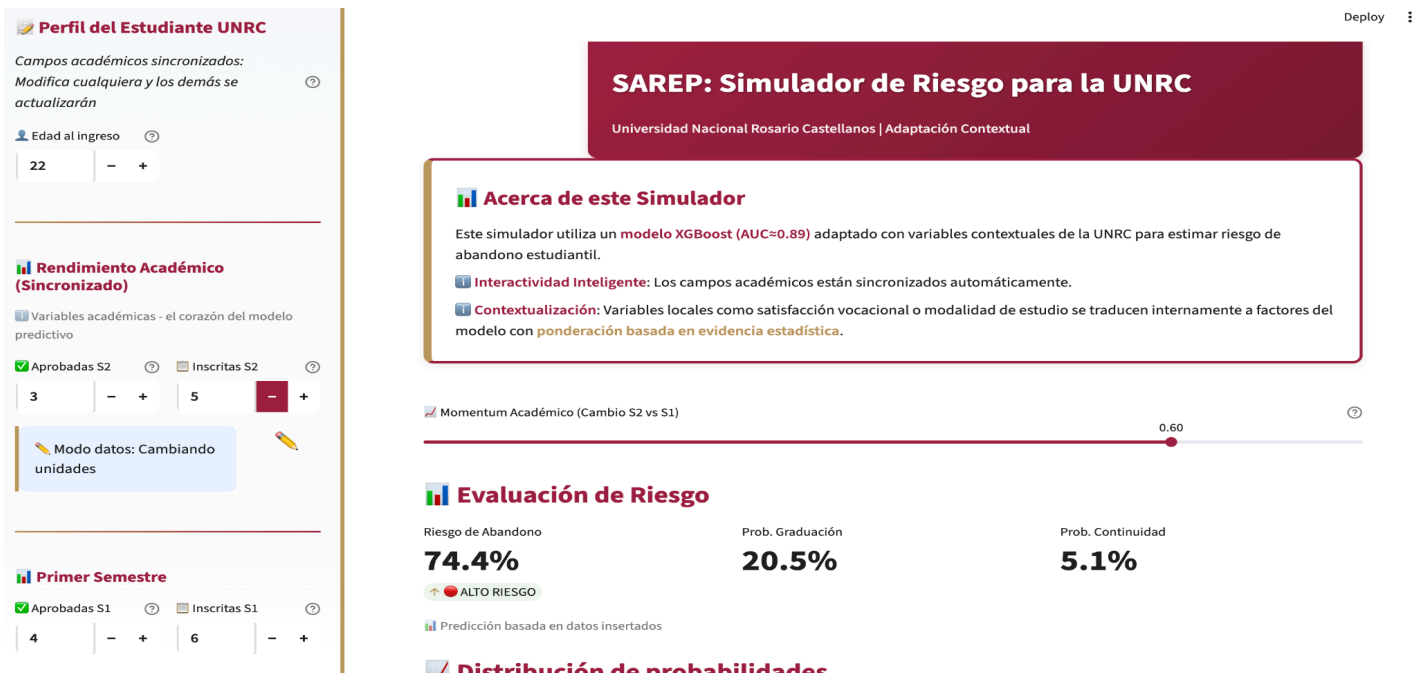 Perfil del Estudiante UNRC
Campos académicos sincronizados:
Modifica cualquiera y los demás se
actualizarán
Edad al ingreso
22
Rendimiento Académico
(Sincronizado)
Variables académicas - el corazón del modelo
predictivo
Aprobadas S2
Inscritas S2
3
5
Modo datos: Cambiando
unidades
Primer Semestre
Aprobadas S1
Inscritas S1
4
6
Deploy
SAREP: Simulador de Riesgo para la UNRC
Universidad Nacional Rosario Castellanos | Adaptación Contextual
Acerca de este Simulador
Este simulador utiliza un modelo XGBoost (AUC≈0.89) adaptado con variables contextuales de la UNRC para estimar riesgo de
abandono estudiantil.
Interactividad Inteligente: Los campos académicos están sincronizados automáticamente.
Contextualización: Variables locales como satisfacción vocacional o modalidad de estudio se traducen internamente a factores del
modelo con ponderación basada en evidencia estadística.
Momentum Académico (Cambio S2 vs S1)
0.60
Evaluación de Riesgo
Riesgo de Abandono
74.4%
↑ ALTO RIESGO
Prob. Graduación
20.5%
Prob. Continuidad
5.1%
Predicción basada en datos insertados
Distribución de probabilidades